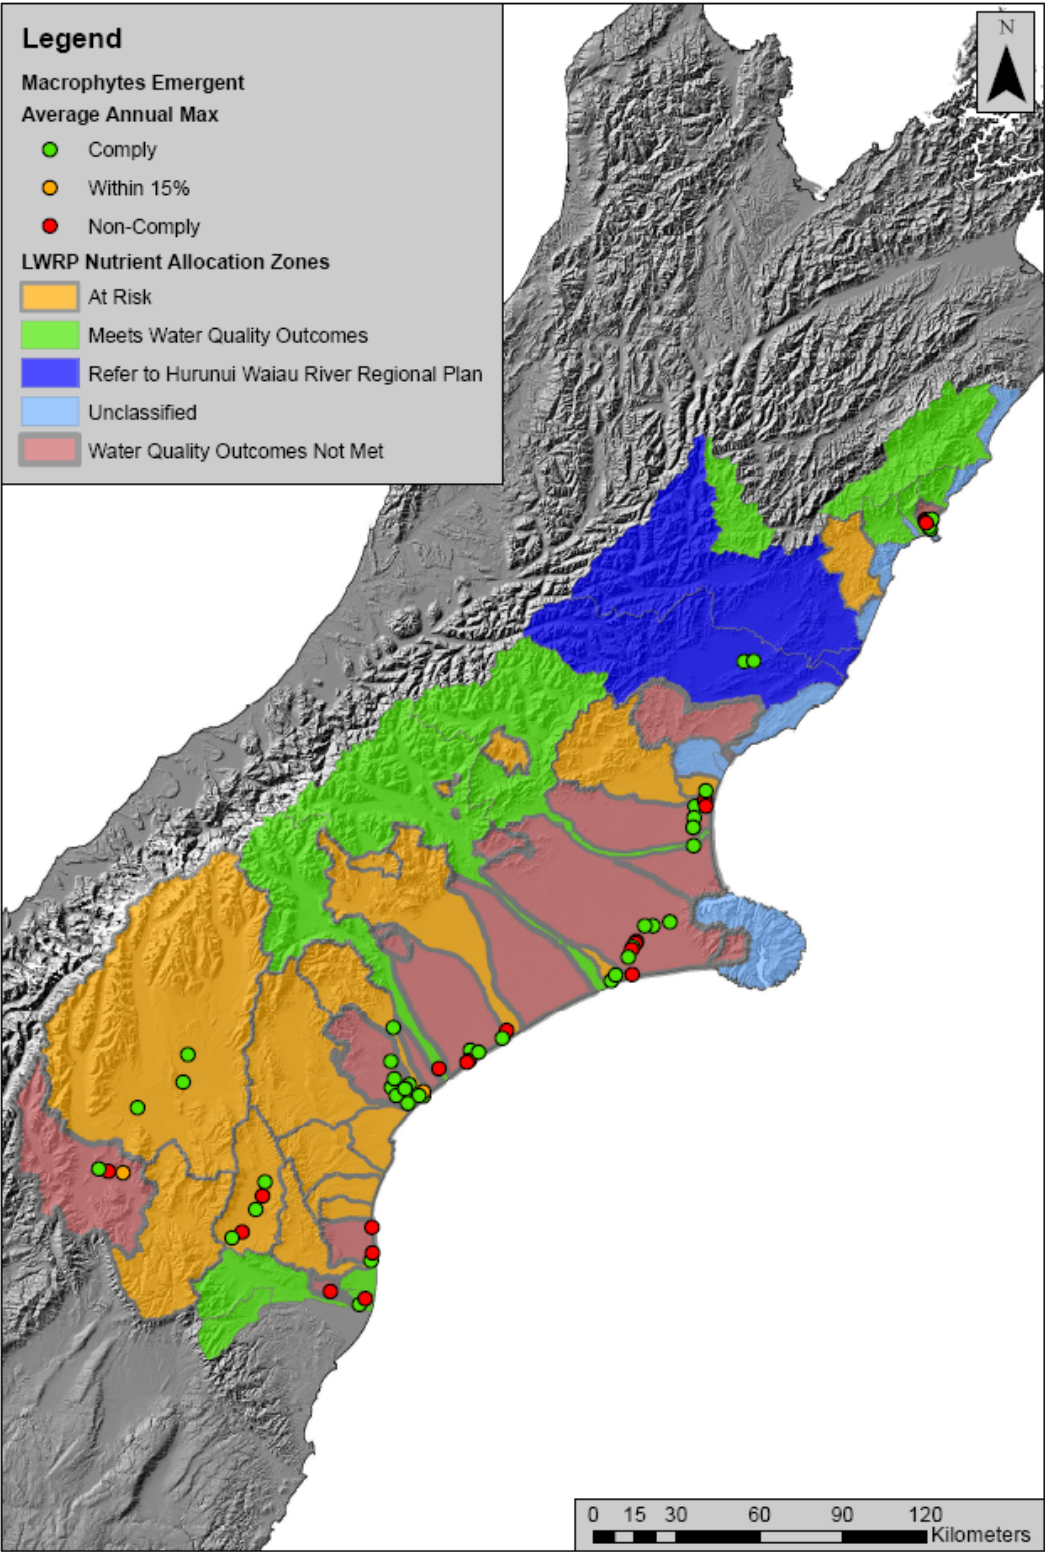 Legend
Macrophytes Emergent
Average Annual Max
Comply
Within 15%
Non-Comply
LWRP Nutrient Allocation Zones
At Risk
Meets Water Quality Outcomes
Refer to Hurunui Waiau River Regional Plan
Unclassified
Water Quality Outcomes Not Met
N
0 15 30 60 90 120
Kilometers